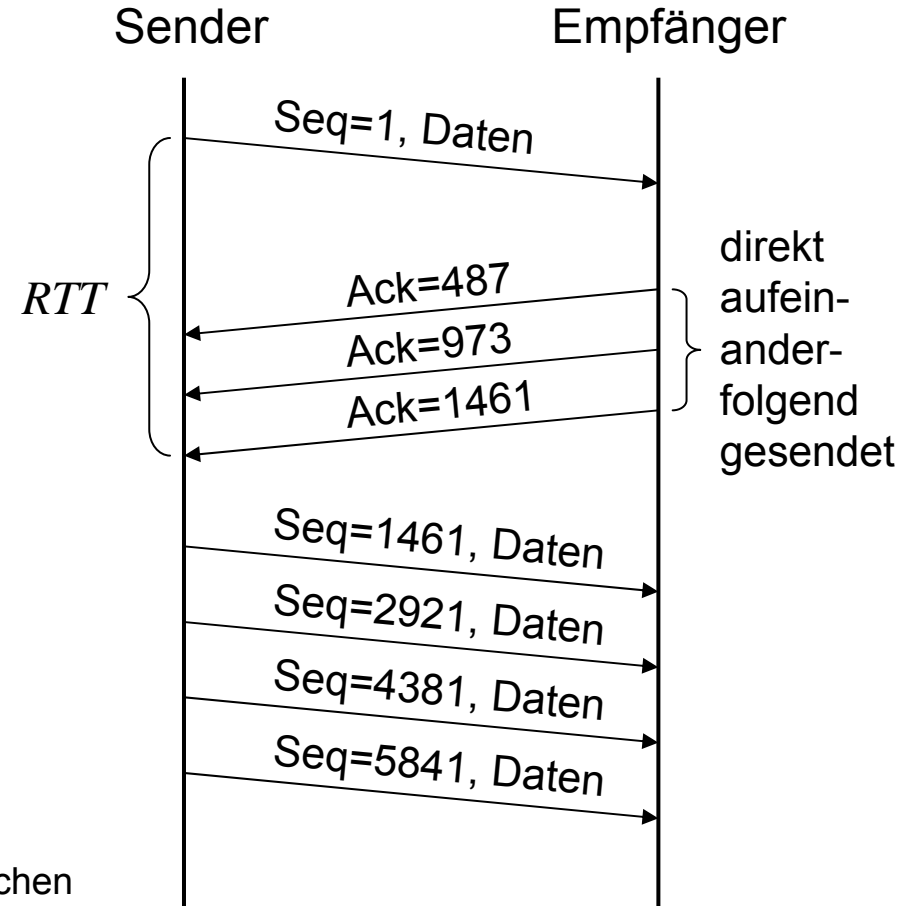 Sender
Empfänger
Seq=1, Daten
direkt
aufein-
ander-
folgend
gesendet
RTT
Ack=487
Ack=973
Ack=1461
Seq=1461, Daten
Seq=2921, Daten
Seq=4381, Daten
Seq=5841, Daten
chen